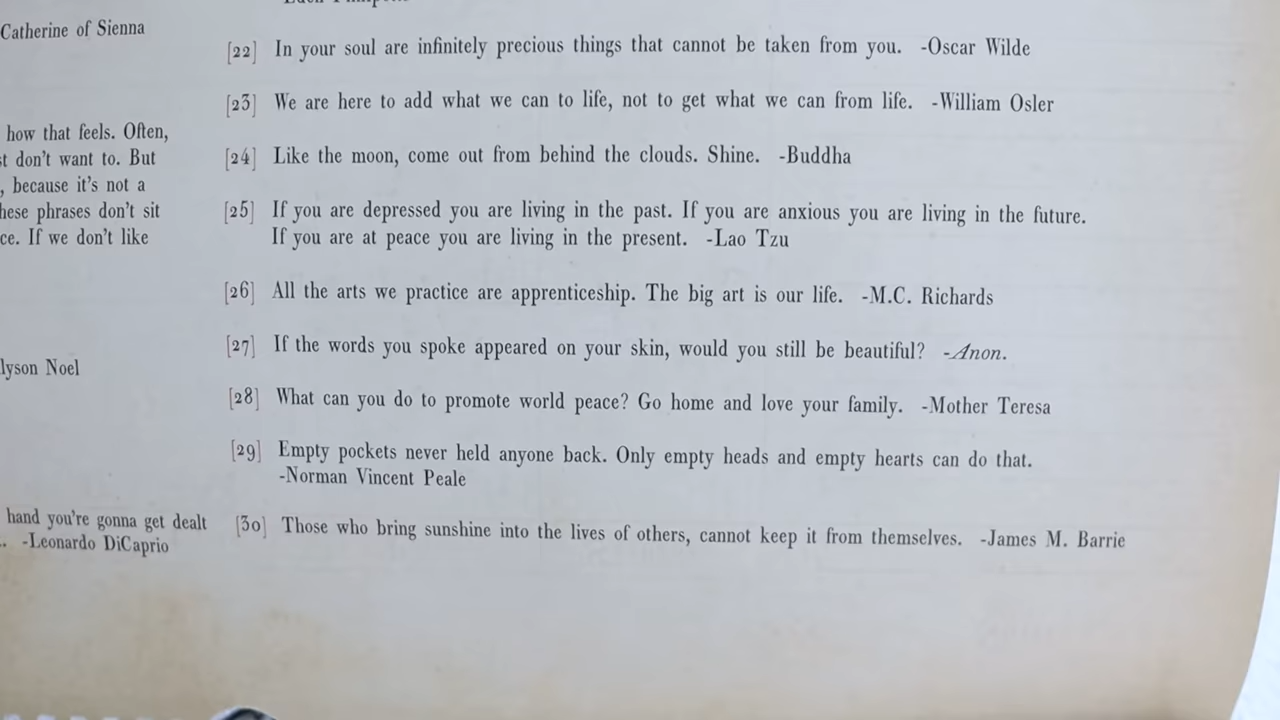 Catherine of Sienna
how that feels. Often,
don't want to. But
, because it's not a
phrases don't sit
If we don't like
lyson Noel
hand you're gonna get dealt
. -Leonardo DiCaprio
[22] In your soul are infinitely precious things that cannot be taken from you. -Oscar Wilde
[23] We are here to add what we can to life, not to get what we can from life. -William Osler
[24] Like the moon, come out from behind the clouds. Shine. -Buddha
[25] If you are depressed you are living in the past. If you are anxious you are living in the future.
If you are at peace you are living in the present. -Lao Tzu
[26] All the arts we practice are apprenticeship. The big art is our life. -M.C. Richards
[27] If the words you spoke appeared on your skin, would you still be beautiful? -Anon.
[28] What can you do to promote world peace? Go home and love your family. -Mother Teresa
[29] Empty pockets never held anyone back. Only empty heads and empty hearts can do that.
-Norman Vincent Peale
[30] Those who bring sunshine into the lives of others, cannot keep it from themselves. -James M. Barrie